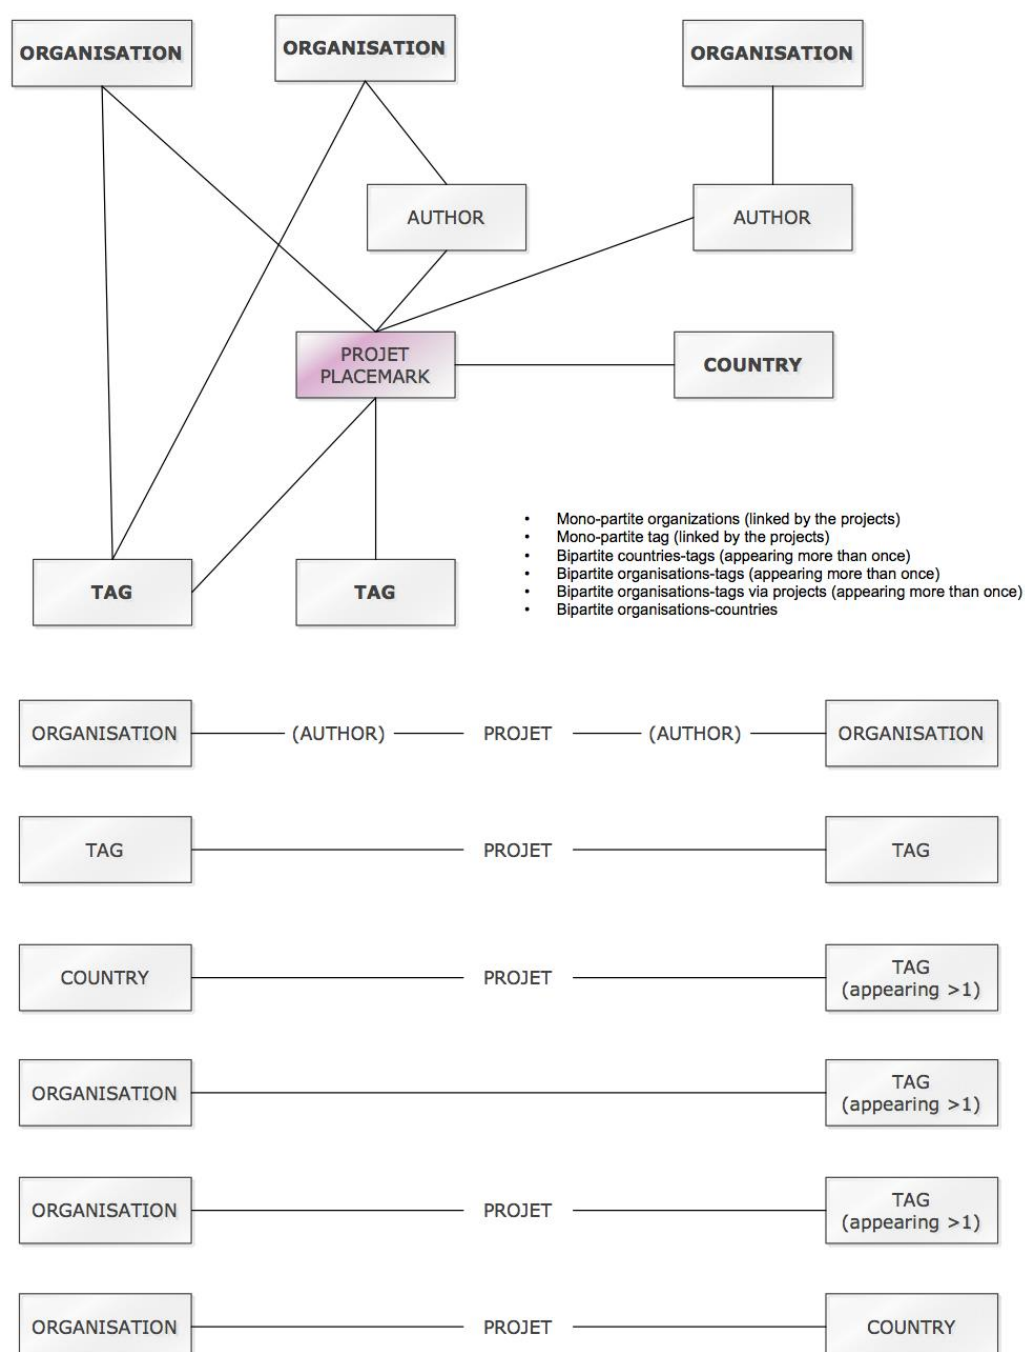 ORGANISATION
ORGANISATION
ORGANISATION
AUTHOR
AUTHOR
PROJET
PLACEMARK
COUNTRY
TAG
TAG
• Mono-partite organizations (linked by the projects)
• Mono-partite tag (linked by the projects)
• Bipartite countries-tags (appearing more than once)
• Bipartite organisations-tags (appearing more than once)
• Bipartite organisations-tags via projects (appearing more than once)
• Bipartite organisations-countries
ORGANISATION (AUTHOR) PROJET (AUTHOR) ORGANISATION
TAG PROJET TAG
COUNTRY PROJET TAG
(appearing >1)
ORGANISATION TAG
(appearing >1)
ORGANISATION PROJET TAG
(appearing >1)
ORGANISATION PROJET COUNTRY